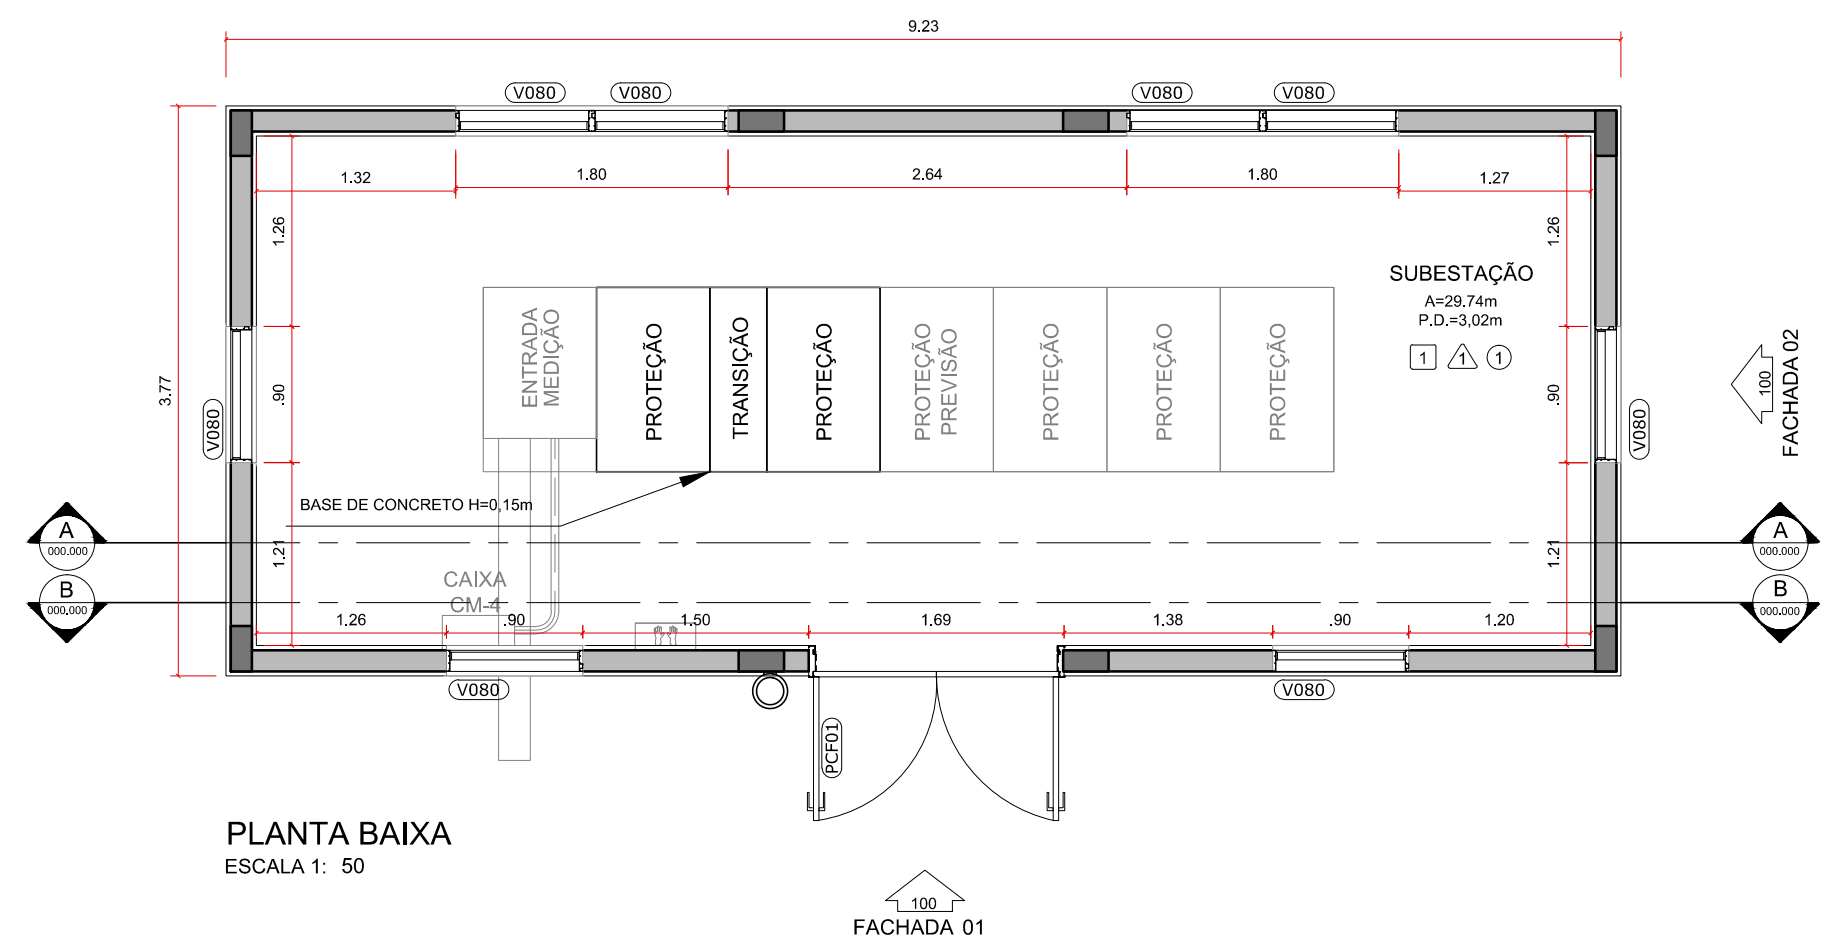 9.23
V080
V080
V080
V080
1.32
1.80
2.64
1.80
1.27
1.26
1.26
SUBESTAÇÃO
A=29.74m
P.D.=3,02m
1
1
1
ENTRADA
MEDIÇÃO
PROTEÇÃO
TRANSIÇÃO
PROTEÇÃO
PROTEÇÃO
PREVISÃO
PROTEÇÃO
PROTEÇÃO
PROTEÇÃO
3.77
.90
.90
V080
V080
100
FACHADA 02
BASE DE CONCRETO H=0,15m
A
000.000
A
000.000
1.21
1.21
CAIXA
CM-4
B
000.000
B
000.000
1.26
.90
1.50
1.69
1.38
.90
1.20
V080
V080
PCF01
PLANTA BAIXA
ESCALA 1: 50
100
FACHADA 01